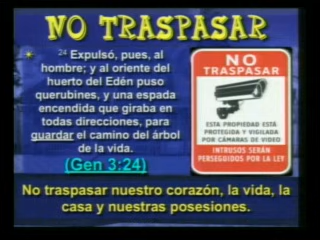 NO TRASPASAR
24 Expulsó, pues, al
hombre; y al oriente del
huerto del Edén puso
querubines, y una espada
encendida que giraba en
todas direcciones, para
guardar el camino del árbol
de la vida.
(Gen 3:24)
NO
TRASPASAR
ESTA PROPIEDAD ESTÁ
PROTEGIDA Y VIGILADA
POR CÁMARAS DE VIDEO
INTRUSOS SERÁN
PERSEGUIDOS POR LA LEY
No traspasar nuestro corazón, la vida, la
casa y nuestras posesiones.